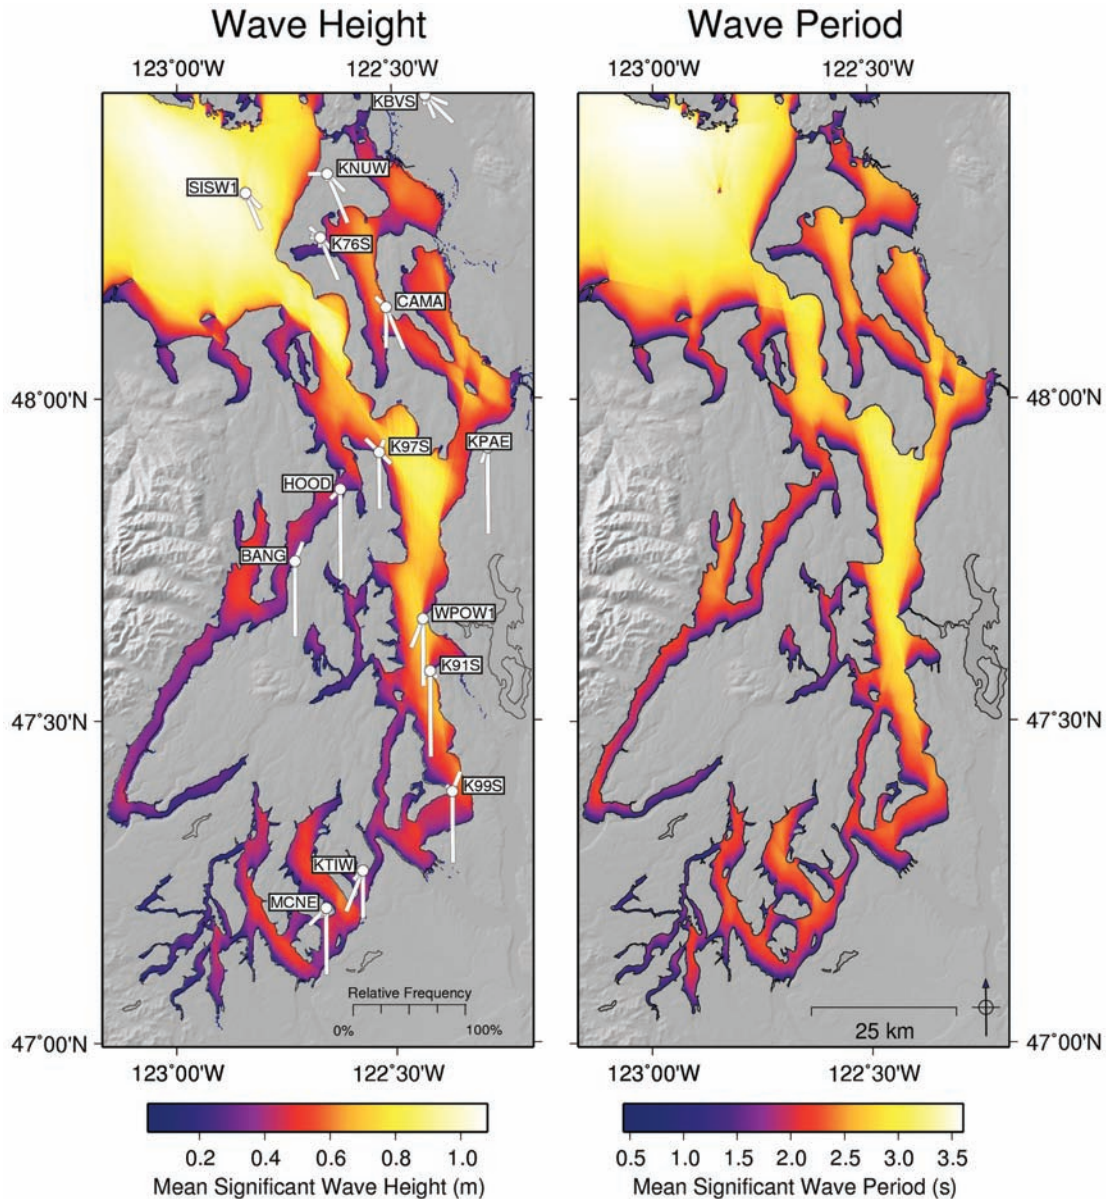 Wave Height
Wave Period
123°00'W
122°30'W
123°00'W
122°30'W
KBVS
KNUW
SISW1
K76S
CAMA
48°00'N
48°00'N
K97S
KPAE
HOOD
BANG
WPOW1
K91S
47°30'N
47°30'N
K99S
KTIW
MCNE
Relative Frequency
0%
100%
25 km
47°00'N
47°00'N
123°00'W
122°30'W
123°00'W
122°30'W
0.2 0.4 0.6 0.8 1.0
Mean Significant Wave Height (m)
0.5 1.0 1.5 2.0 2.5 3.0 3.5
Mean Significant Wave Period (s)